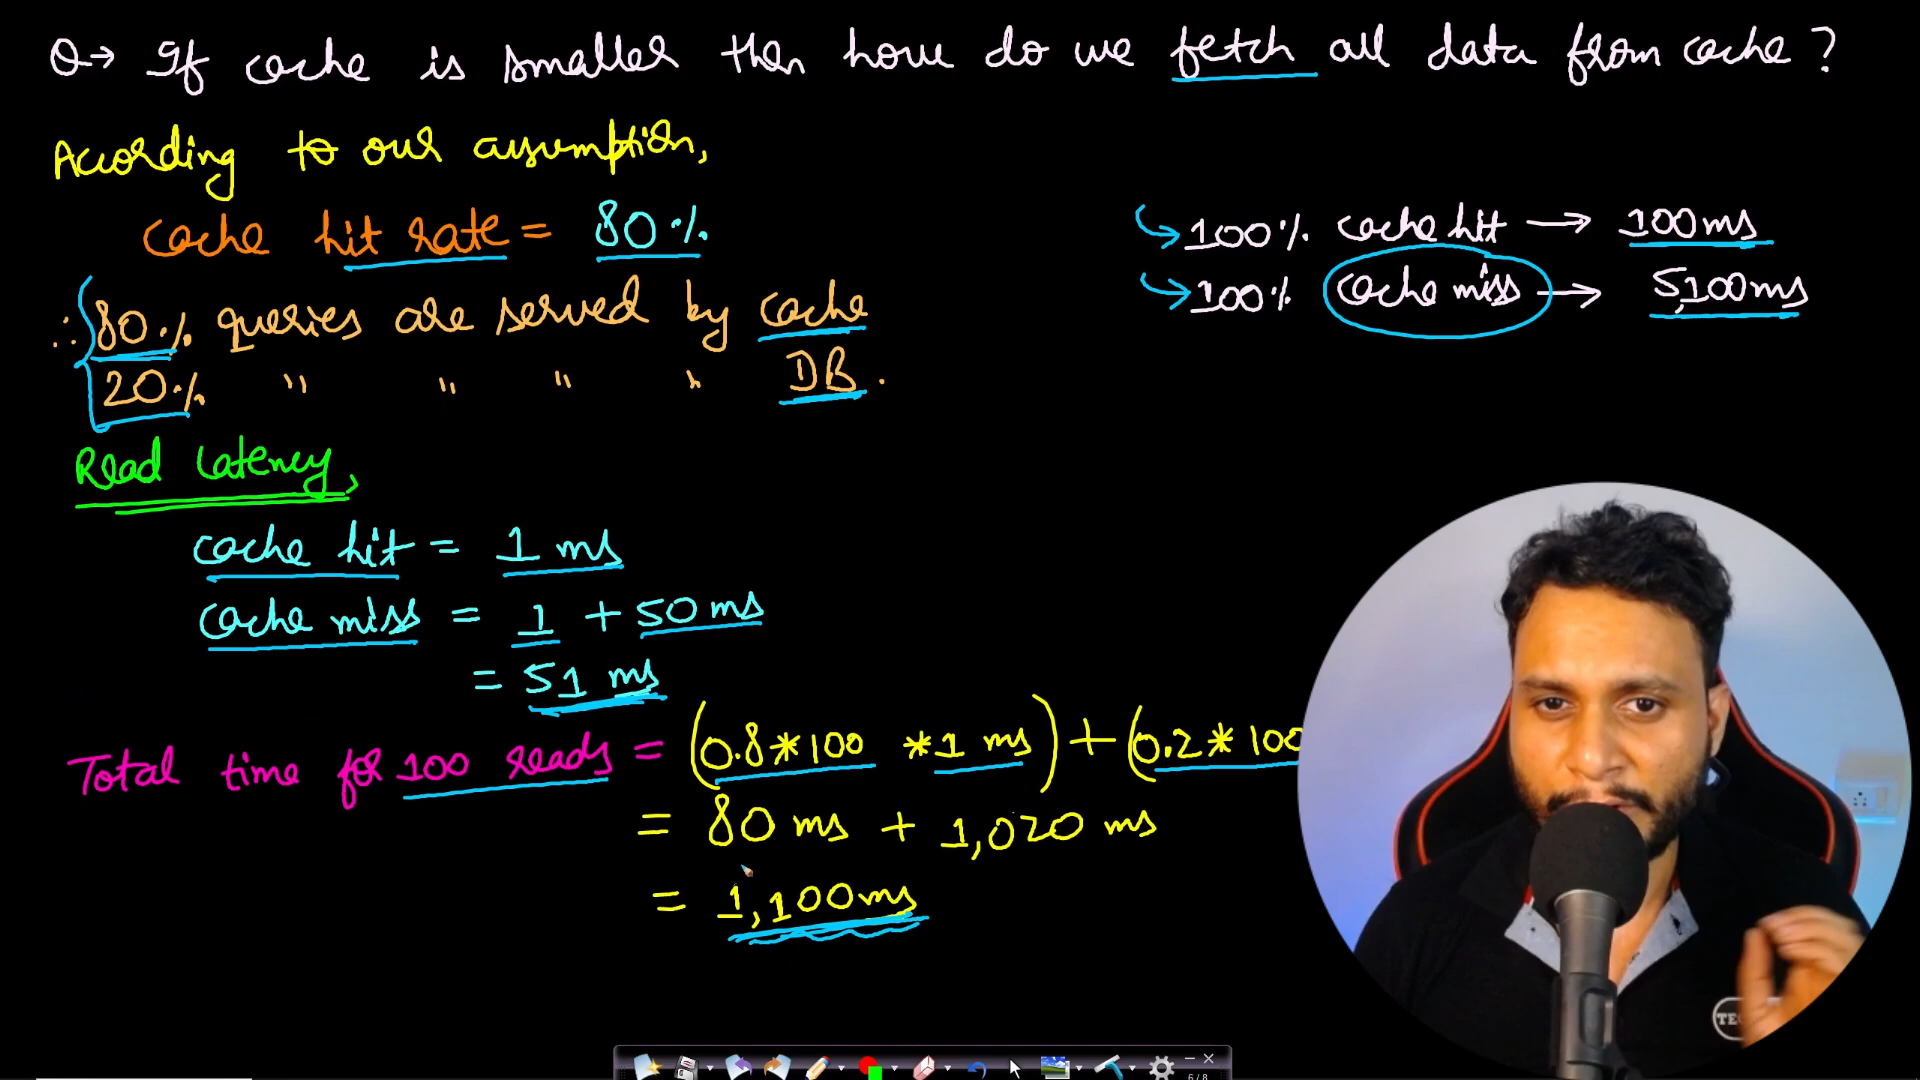 Q→ If cache is smaller then how do we fetch all data from cache ?
According to our assumption,
cache hit rate = 80%
∴ 80% queries are served by cache
20% " " " " DB.
100% cache hit → 100ms
100% cache miss → 5,100ms
Read Latency,
cache hit = 1 ms
cache miss = 1 + 50 ms
= 51 ms
Total time for 100 reads = (0.8*100 *1 ms) + (0.2*100
= 80 ms + 1,020 ms
= 1,100ms
6/8